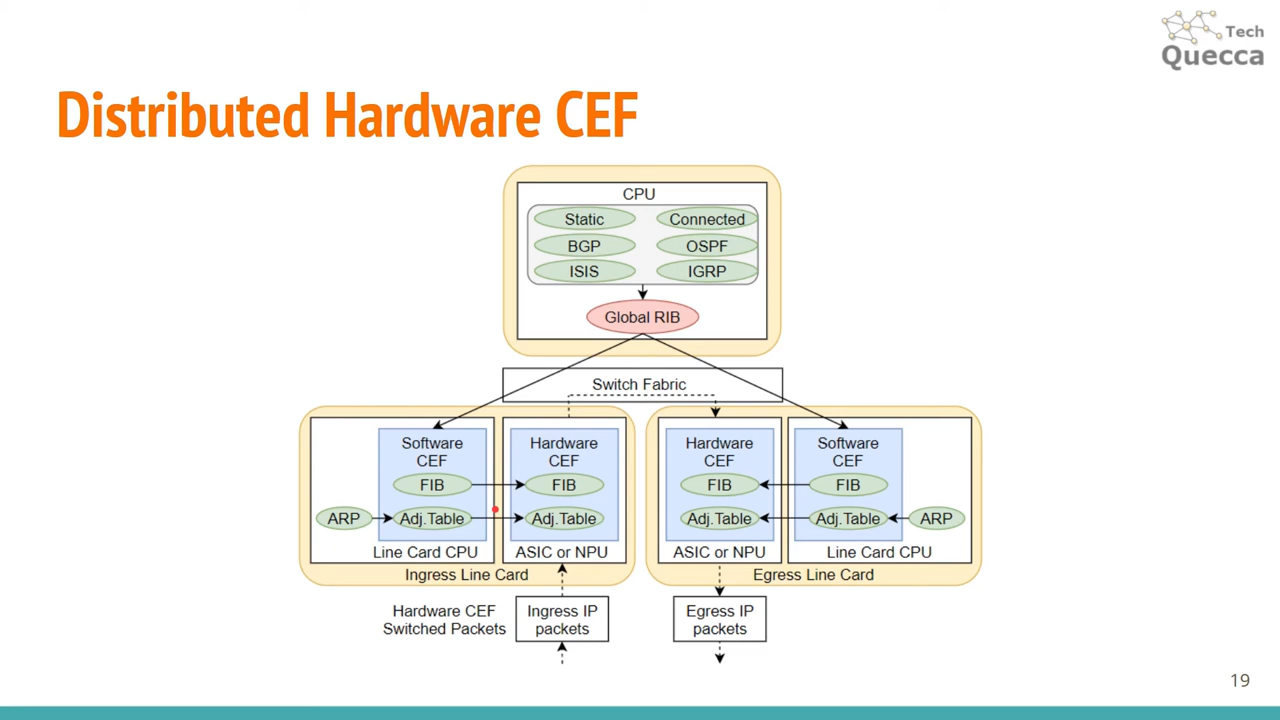 Tech
Quecca
Distributed Hardware CEF
CPU
Static
Connected
BGP
OSPF
ISIS
IGRP
Global RIB
Switch Fabric
Software
CEF
FIB
ARP
Adj.Table
Line Card CPU
Hardware
CEF
FIB
Adj.Table
ASIC or NPU
Ingress Line Card
Hardware
CEF
FIB
Adj.Table
ASIC or NPU
Software
CEF
FIB
Adj.Table
ARP
Line Card CPU
Egress Line Card
Hardware CEF
Switched Packets
Ingress IP
packets
Egress IP
packets
19